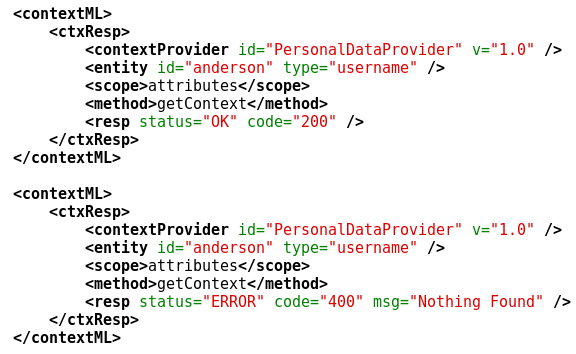 <contextML>
    <ctxResp>
        <contextProvider id="PersonalDataProvider" v="1.0" />
        <entity id="anderson" type="username" />
        <scope>attributes</scope>
        <method>getContext</method>
        <resp status="OK" code="200" />
    </ctxResp>
</contextML>

<contextML>
    <ctxResp>
        <contextProvider id="PersonalDataProvider" v="1.0" />
        <entity id="anderson" type="username" />
        <scope>attributes</scope>
        <method>getContext</method>
        <resp status="ERROR" code="400" msg="Nothing Found" />
    </ctxResp>
</contextML>